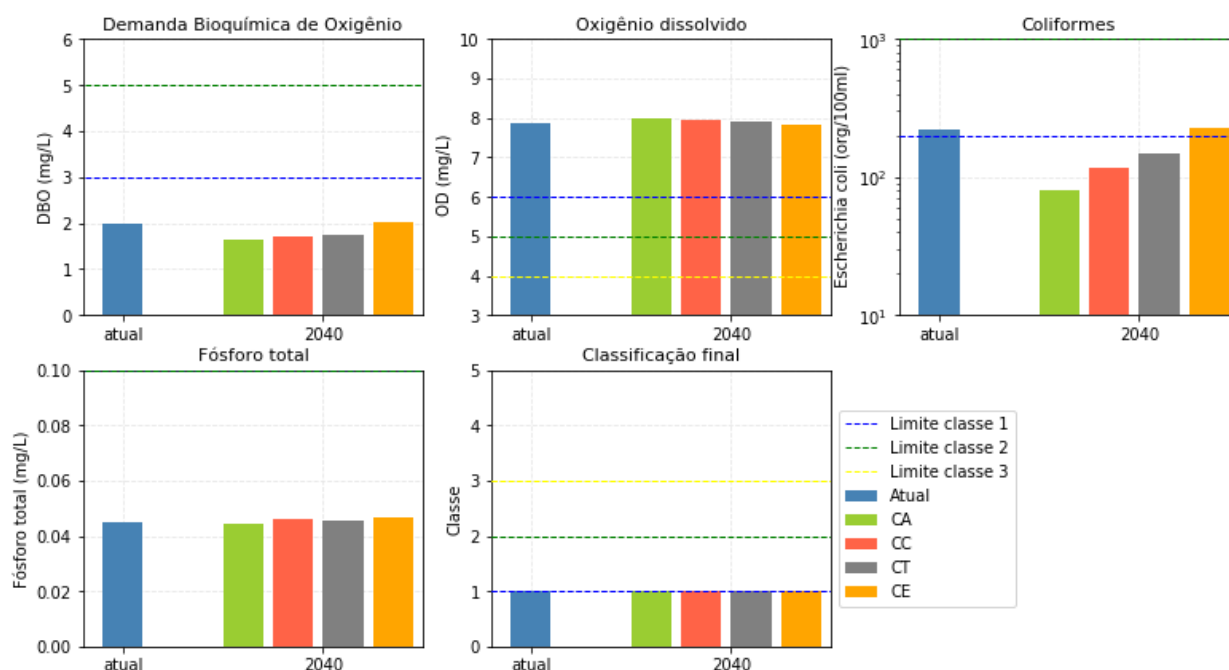 Demanda Bioquímica de Oxigênio
6
5
4
3
2
1
0
DBO (mg/L)
atual
2040
Oxigênio dissolvido
10
9
8
7
6
5
4
3
OD (mg/L)
atual
2040
Coliformes
10³
10²
10¹
Escherichia coli (org/100ml)
atual
2040
Fósforo total
0.10
0.08
0.06
0.04
0.02
0.00
Fósforo total (mg/L)
atual
2040
Classificação final
5
4
3
2
1
0
Classe
atual
2040
Limite classe 1
Limite classe 2
Limite classe 3
Atual
CA
CC
CT
CE